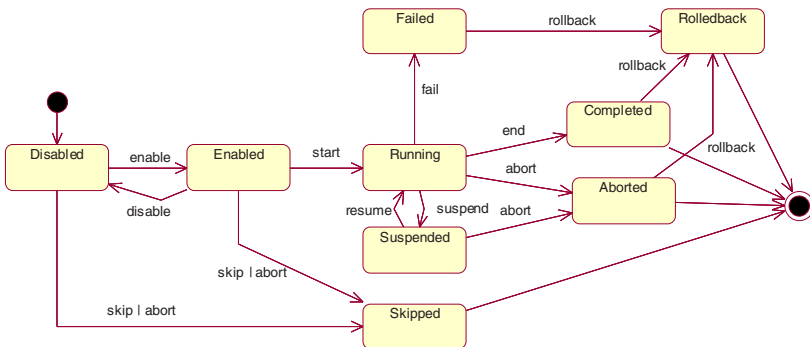 Failed
rollback
Rolledback
rollback
fail
Completed
end
Disabled
enable
Enabled
start
Running
rollback
abort
Aborted
disable
resume
suspend
abort
Suspended
skip | abort
skip | abort
Skipped